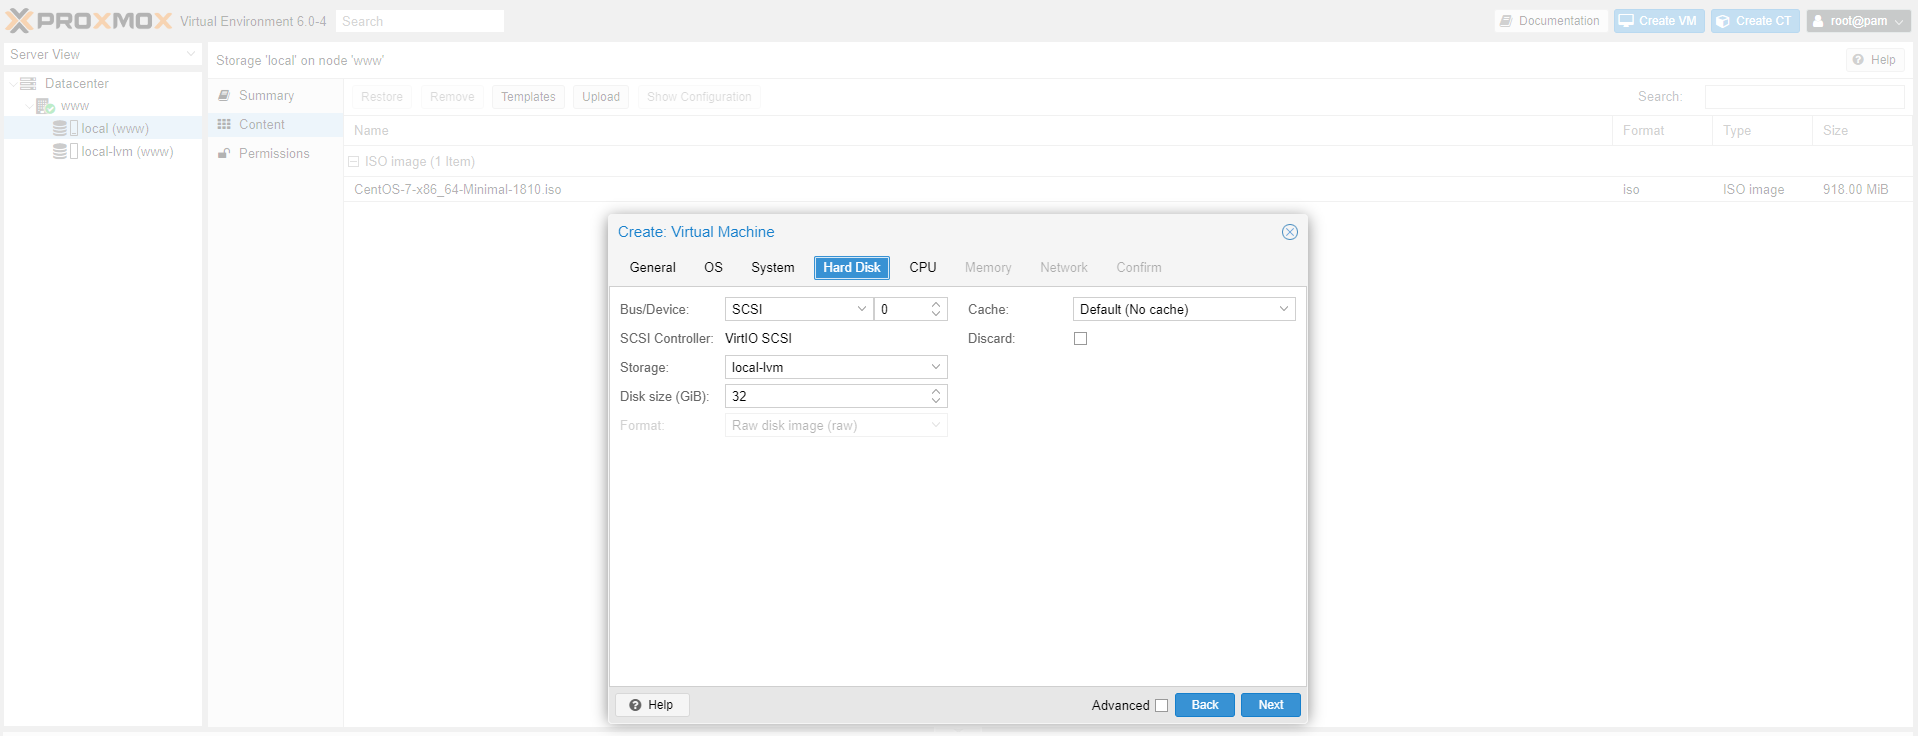 PROXMOX Virtual Environment 6.0-4 Search Documentation Create VM Create CT root@pam
Server View
Storage 'local' on node 'www' Help
Datacenter
www
local (www)
local-lvm (www)
Summary
Content
Permissions
Restore Remove Templates Upload Show Configuration Search:
Name Format Type Size
ISO image (1 Item)
CentOS-7-x86_64-Minimal-1810.iso iso ISO image 918.00 MiB
Create: Virtual Machine
General OS System Hard Disk CPU Memory Network Confirm
Bus/Device: SCSI 0 Cache: Default (No cache)
SCSI Controller: VirtIO SCSI Discard:
Storage: local-lvm
Disk size (GiB): 32
Format: Raw disk image (raw)
Help Advanced Back Next